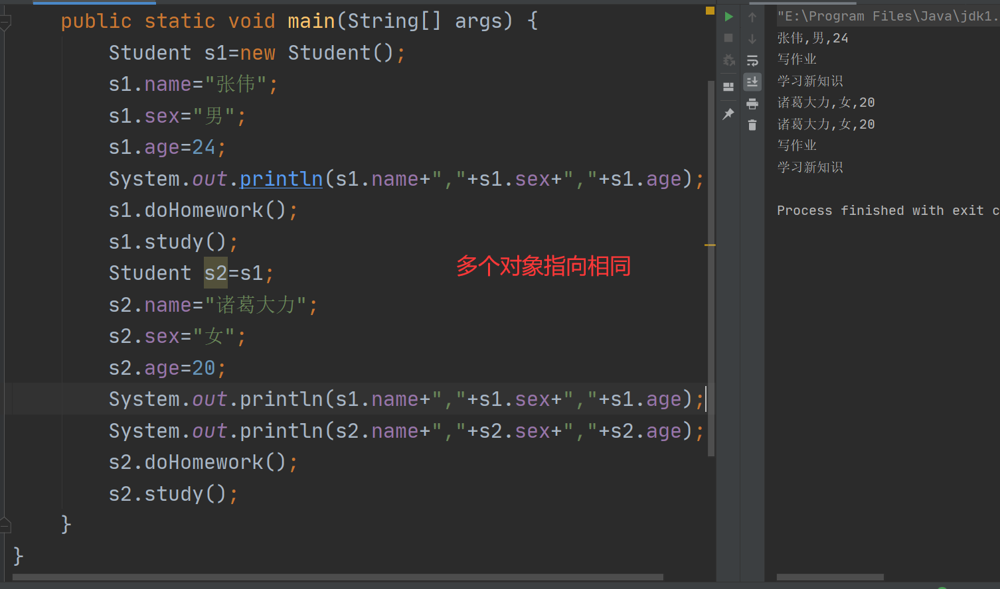 public static void main(String[] args) {
Student s1=new Student();
s1.name="张伟";
s1.sex="男";
s1.age=24;
System.out.println(s1.name+","+s1.sex+","+s1.age);
s1.doHomework();
s1.study();
Student s2=s1;
多个对象指向相同
s2.name="诸葛大力";
s2.sex="女";
s2.age=20;
System.out.println(s1.name+","+s1.sex+","+s1.age);
System.out.println(s2.name+","+s2.sex+","+s2.age);
s2.doHomework();
s2.study();
}
}
"E:\Program Files\Java\jdk1.
张伟,男,24
写作业
学习新知识
诸葛大力,女,20
诸葛大力,女,20
写作业
学习新知识
Process finished with exit c